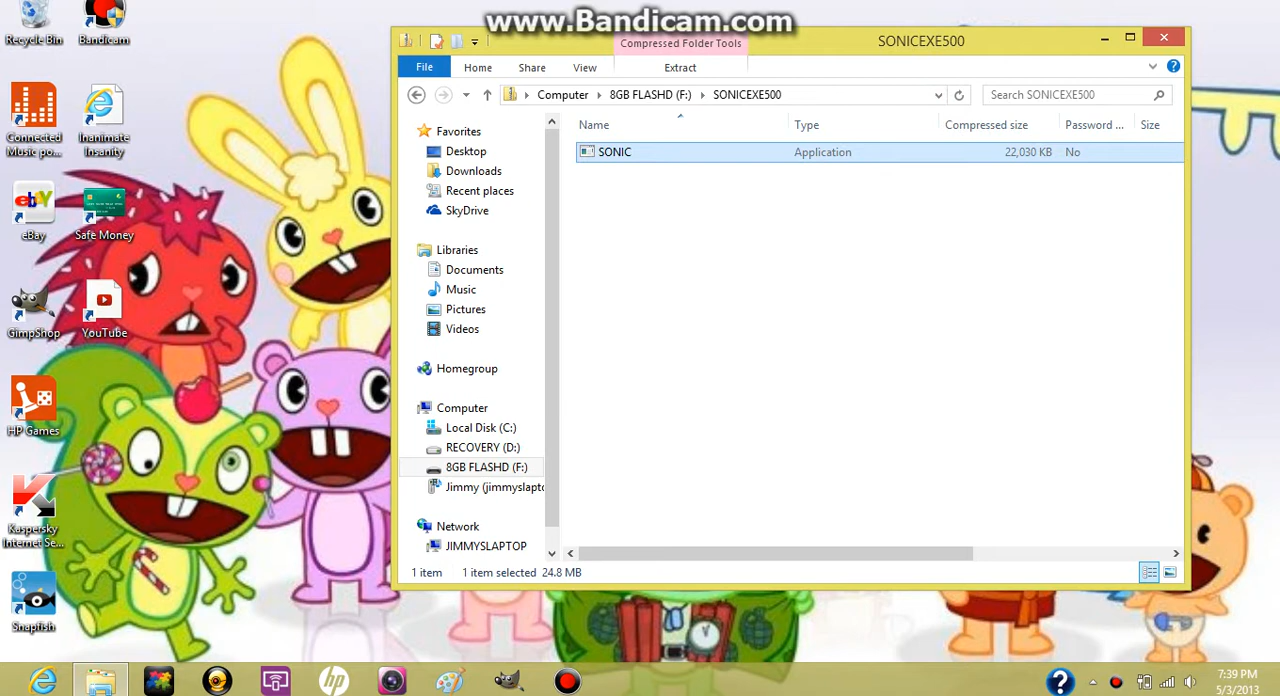 www.Bandicam.com
Recycle Bin
Bandicam
Connected Music po...
Inanimate Insanity
eBay
Safe Money
GimpShop
YouTube
HP Games
Kaspersky Internet Se...
Snapfish
Compressed Folder Tools
SONICEXE500
File Home Share View Extract
Computer 8GB FLASHD (F:) SONICEXE500
Search SONICEXE500
Name Type Compressed size Password ... Size
SONIC Application 22,030 KB No
Favorites
Desktop
Downloads
Recent places
SkyDrive
Libraries
Documents
Music
Pictures
Videos
Homegroup
Computer
Local Disk (C:)
RECOVERY (D:)
8GB FLASHD (F:)
Jimmy (jimmyslapto
Network
JIMMYSLAPTOP
1 item 1 item selected 24.8 MB
7:39 PM
5/3/2013